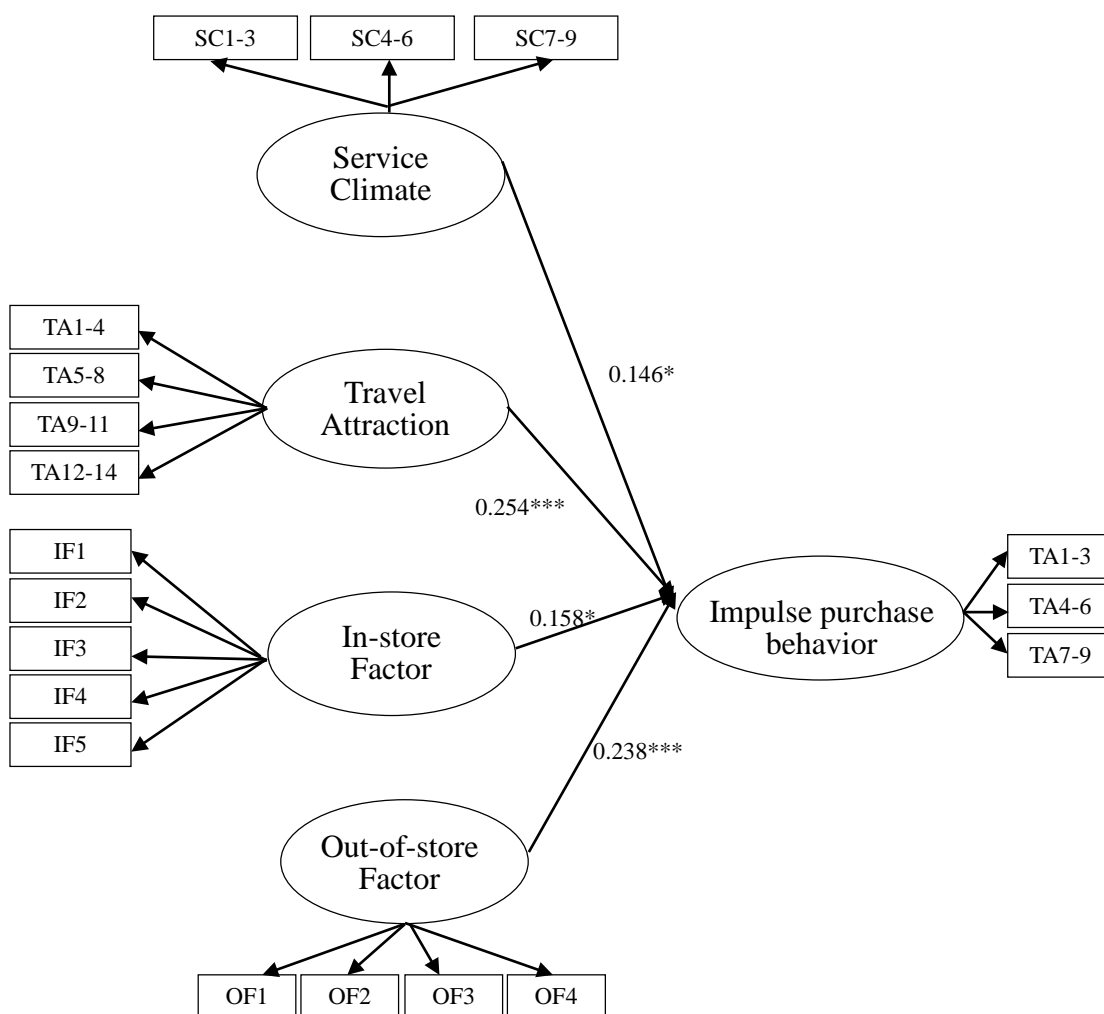 SC1-3
SC4-6
SC7-9
Service
Climate
TA1-4
TA5-8
TA9-11
TA12-14
Travel
Attraction
0.146*
0.254***
IF1
IF2
IF3
IF4
IF5
In-store
Factor
0.158*
Impulse purchase
behavior
TA1-3
TA4-6
TA7-9
0.238***
Out-of-store
Factor
OF1
OF2
OF3
OF4